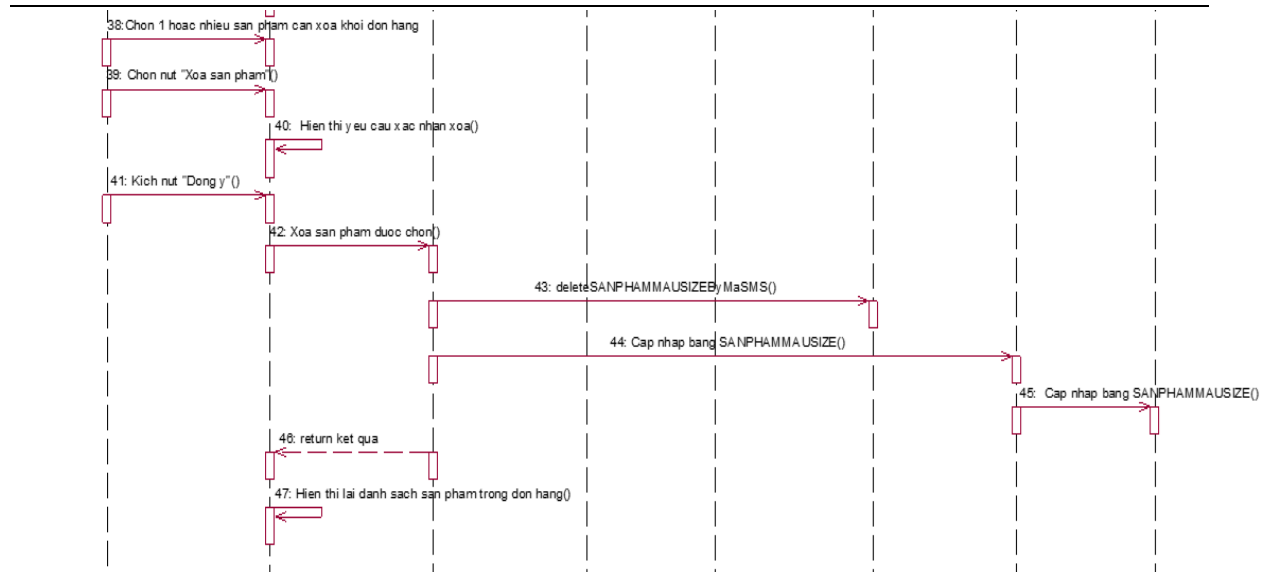 38:Chon 1 hoac nhieu san pham can xoa khoi don hang
39: Chon nut "Xoa san pham"()
40: Hien thi yeu cau xac nhan xoa()
41: Kich nut "Dong y"()
42: Xoa san pham duoc chon()
43: deleteSANPHAMMAUSIZEByMaSMS()
44: Cap nhap bang SANPHAMMAUSIZE()
45: Cap nhap bang SANPHAMMAUSIZE()
46: return ket qua
47: Hien thi lai danh sach san pham trong don hang()